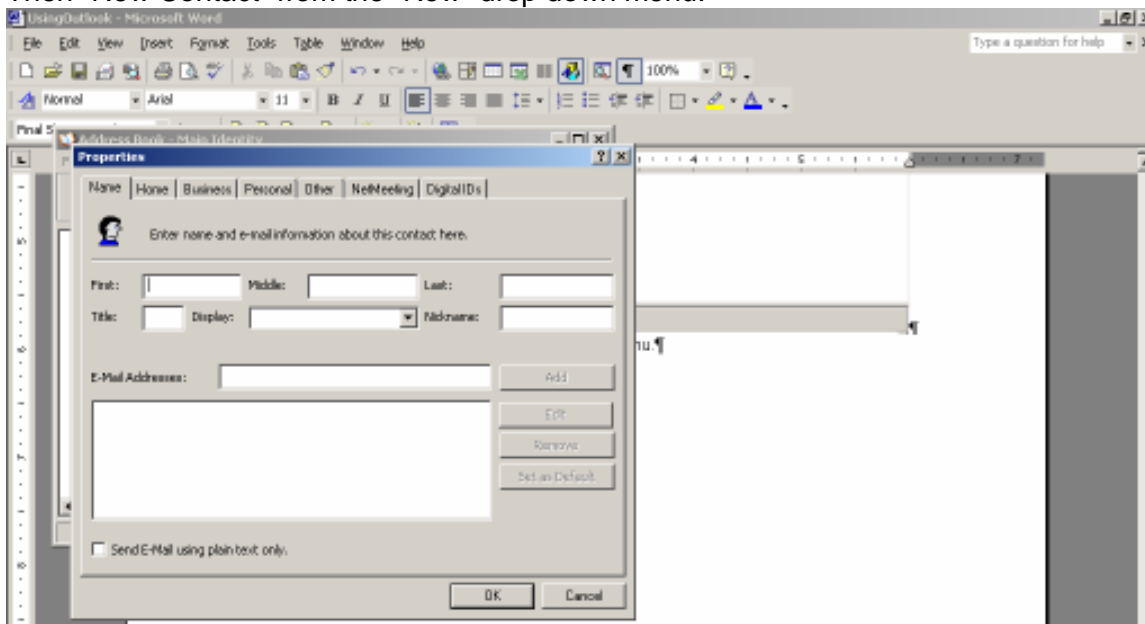 Then "New Contact" from the "New" drop down menu.
UsingOutlook - Microsoft Word
File Edit View Insert Format Tools Table Window Help
Type a question for help
100%
Normal Arial 11 B I U
Final S
Address Book - Main Identity
Properties
4 5 7
Name Home Business Personal Other NetMeeting Digital IDs
Enter name and e-mail information about this contact here.
First: Middle: Last:
Title: Display: Nickname:
nu.¶
E-Mail Addresses: Add
Edit
Remove
Set as Default
Send E-Mail using plain text only.
OK Cancel